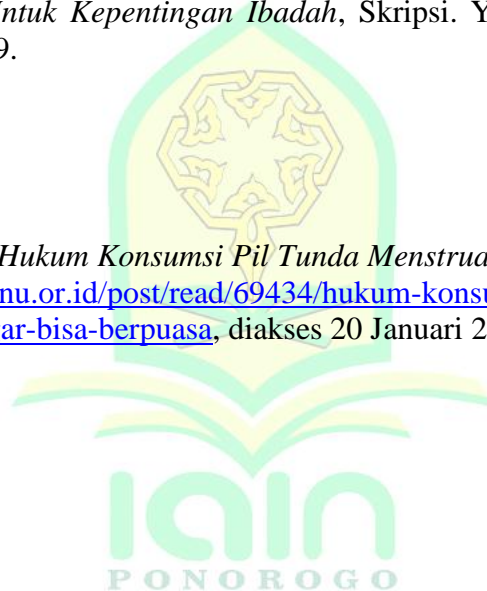 Untuk Kepentingan Ibadah, Skripsi. Y
9.
Hukum Konsumsi Pil Tunda Menstrua
nu.or.id/post/read/69434/hukum-konsu
ar-bisa-berpuasa, diakses 20 Januari 2
iain
PONOROGO